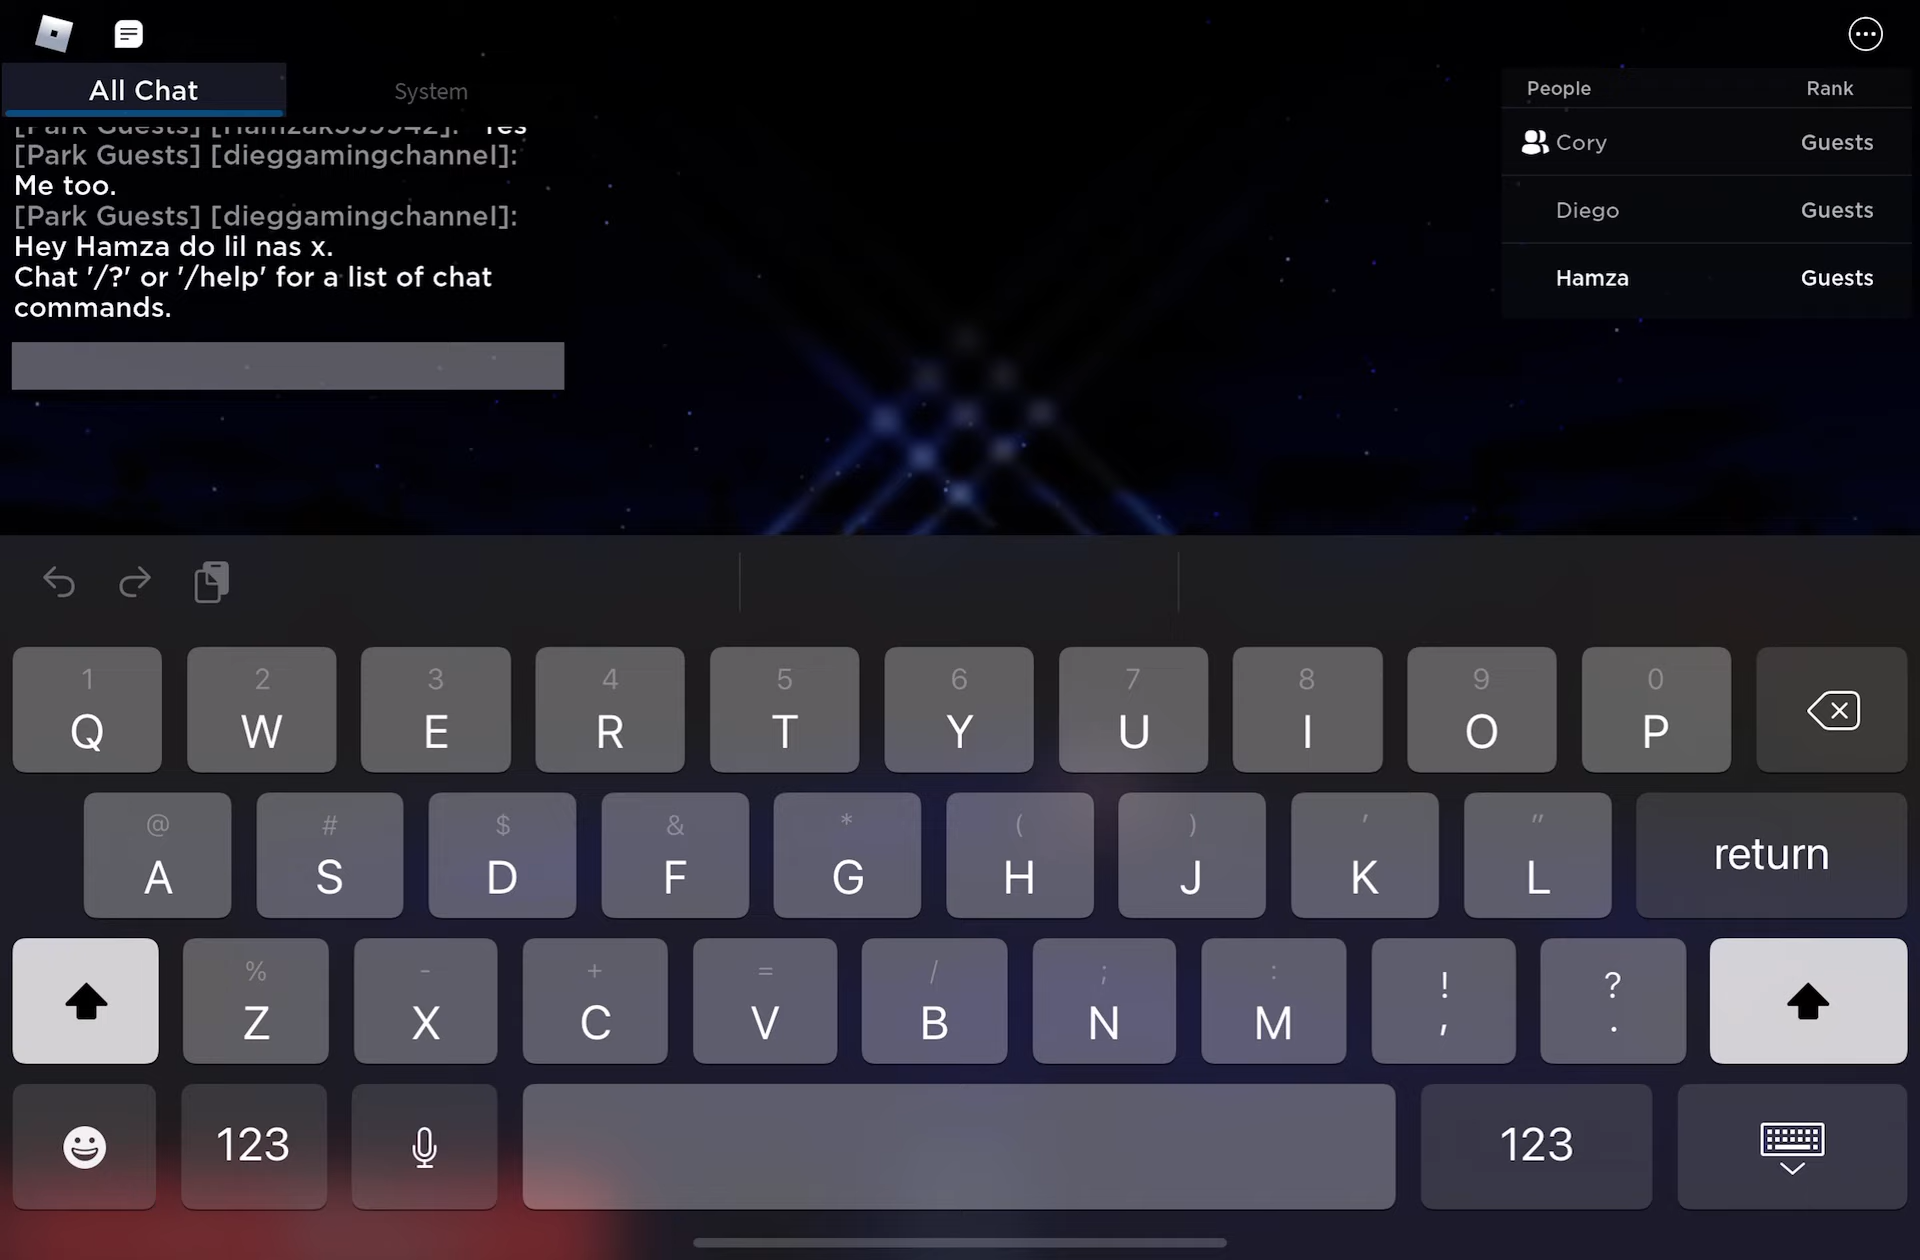 All Chat
System
People
Rank
Yes
[Park Guests] [dieggamingchannel]:
Me too.
[Park Guests] [dieggamingchannel]:
Hey Hamza do lil nas x.
Chat '/?' or '/help' for a list of chat
commands.
Cory Guests
Diego Guests
Hamza Guests
1 2 3 4 5 6 7 8 9 0
Q W E R T Y U I O P
@ # $ & * ( ) ' "
A S D F G H J K L return
% - + = / ; : ! ?
Z X C V B N M , .
123 123